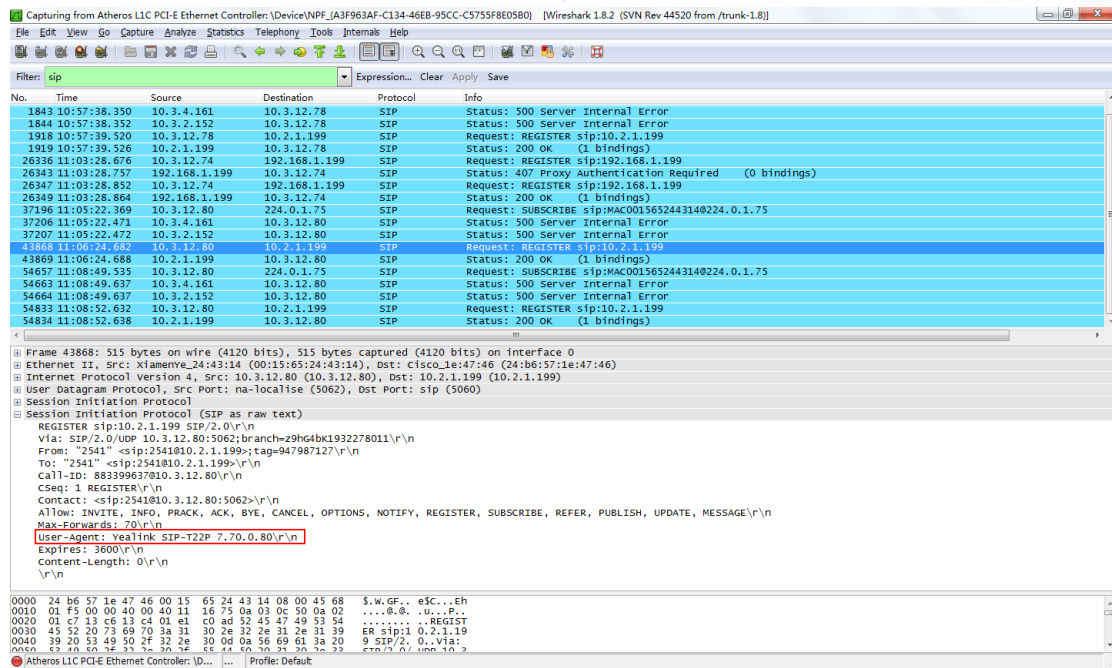 Capturing from Atheros L1C PCI-E Ethernet Controller: \Device\NPF_{A3F963AF-C134-46EB-95CC-C5755F8E05B0} [Wireshark 1.8.2 (SVN Rev 44520 from /trunk-1.8)]
File Edit View Go Capture Analyze Statistics Telephony Tools Internals Help
Filter: sip Expression... Clear Apply Save
No. Time Source Destination Protocol Info
1843 10:57:38.350 10.3.4.161 10.3.12.78 SIP Status: 500 Server Internal Error
1844 10:57:38.352 10.3.2.152 10.3.12.78 SIP Status: 500 Server Internal Error
1918 10:57:39.520 10.3.12.78 10.2.1.199 SIP Request: REGISTER sip:10.2.1.199
1919 10:57:39.526 10.2.1.199 10.3.12.78 SIP Status: 200 OK (1 bindings)
26336 11:03:28.676 10.3.12.74 192.168.1.199 SIP Request: REGISTER sip:192.168.1.199
26343 11:03:28.757 192.168.1.199 10.3.12.74 SIP Status: 407 Proxy Authentication Required (0 bindings)
26347 11:03:28.852 10.3.12.74 192.168.1.199 SIP Request: REGISTER sip:192.168.1.199
26349 11:03:28.864 192.168.1.199 10.3.12.74 SIP Status: 200 OK (1 bindings)
37196 11:05:22.369 10.3.12.80 224.0.1.75 SIP Request: SUBSCRIBE sip:MAC001565244314@224.0.1.75
37206 11:05:22.471 10.3.4.161 10.3.12.80 SIP Status: 500 Server Internal Error
37207 11:05:22.472 10.3.2.152 10.3.12.80 SIP Status: 500 Server Internal Error
43868 11:06:24.682 10.3.12.80 10.2.1.199 SIP Request: REGISTER sip:10.2.1.199
43869 11:06:24.688 10.2.1.199 10.3.12.80 SIP Status: 200 OK (1 bindings)
54657 11:08:49.535 10.3.12.80 224.0.1.75 SIP Request: SUBSCRIBE sip:MAC001565244314@224.0.1.75
54663 11:08:49.637 10.3.4.161 10.3.12.80 SIP Status: 500 Server Internal Error
54664 11:08:49.637 10.3.2.152 10.3.12.80 SIP Status: 500 Server Internal Error
54833 11:08:52.632 10.3.12.80 10.2.1.199 SIP Request: REGISTER sip:10.2.1.199
54834 11:08:52.638 10.2.1.199 10.3.12.80 SIP Status: 200 OK (1 bindings)
Frame 43868: 515 bytes on wire (4120 bits), 515 bytes captured (4120 bits) on interface 0
Ethernet II, Src: XiamenYe_24:43:14 (00:15:65:24:43:14), Dst: Cisco_1e:47:46 (24:b6:57:1e:47:46)
Internet Protocol Version 4, Src: 10.3.12.80 (10.3.12.80), Dst: 10.2.1.199 (10.2.1.199)
User Datagram Protocol, Src Port: na-localise (5062), Dst Port: sip (5060)
Session Initiation Protocol
Session Initiation Protocol (SIP as raw text)
REGISTER sip:10.2.1.199 SIP/2.0\r\n
Via: SIP/2.0/UDP 10.3.12.80:5062;branch=z9hG4bK1932278011\r\n
From: "2541" <sip:2541@10.2.1.199>;tag=947987127\r\n
To: "2541" <sip:2541@10.2.1.199>\r\n
Call-ID: 883399637@10.3.12.80\r\n
CSeq: 1 REGISTER\r\n
Contact: <sip:2541@10.3.12.80:5062>\r\n
Allow: INVITE, INFO, PRACK, ACK, BYE, CANCEL, OPTIONS, NOTIFY, REGISTER, SUBSCRIBE, REFER, PUBLISH, UPDATE, MESSAGE\r\n
Max-Forwards: 70\r\n
User-Agent: Yealink SIP-T22P 7.70.0.80\r\n
Expires: 3600\r\n
Content-Length: 0\r\n
\r\n
0000 24 b6 57 1e 47 46 00 15 65 24 43 14 08 00 45 68 $.W.GF.. e$C...Eh
0010 01 f5 00 00 40 00 40 11 16 75 0a 03 0c 50 0a 02 ....@.@. .u...P..
0020 01 c7 13 c6 13 c4 01 e1 c0 ad 52 45 47 49 53 54 ........ ..REGIST
0030 45 52 20 73 69 70 3a 31 30 2e 32 2e 31 2e 31 39 ER sip:1 0.2.1.19
0040 39 20 53 49 50 2f 32 2e 30 0d 0a 56 69 61 3a 20 9 SIP/2. 0..Via:
0050 53 49 50 2f 32 2e 30 2f 55 44 50 20 31 30 2e 33 SIP/2.0/ UDP 10.3
Atheros L1C PCI-E Ethernet Controller: \D... ... Profile: Default